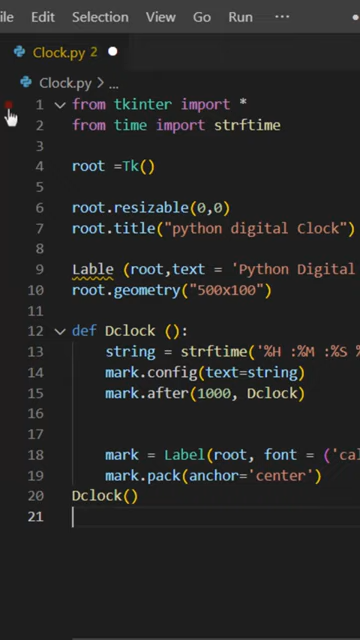 File Edit Selection View Go Run
Clock.py 2
Clock.py > ...
1 from tkinter import *
2 from time import strftime
3
4 root =Tk()
5
6 root.resizable(0,0)
7 root.title("python digital Clock")
8
9 Lable (root,text = 'Python Digital
10 root.geometry("500x100")
11
12 def Dclock ():
13 string = strftime('%H :%M :%S %
14 mark.config(text=string)
15 mark.after(1000, Dclock)
16
17
18 mark = Label(root, font = ('cal
19 mark.pack(anchor='center')
20 Dclock()
21